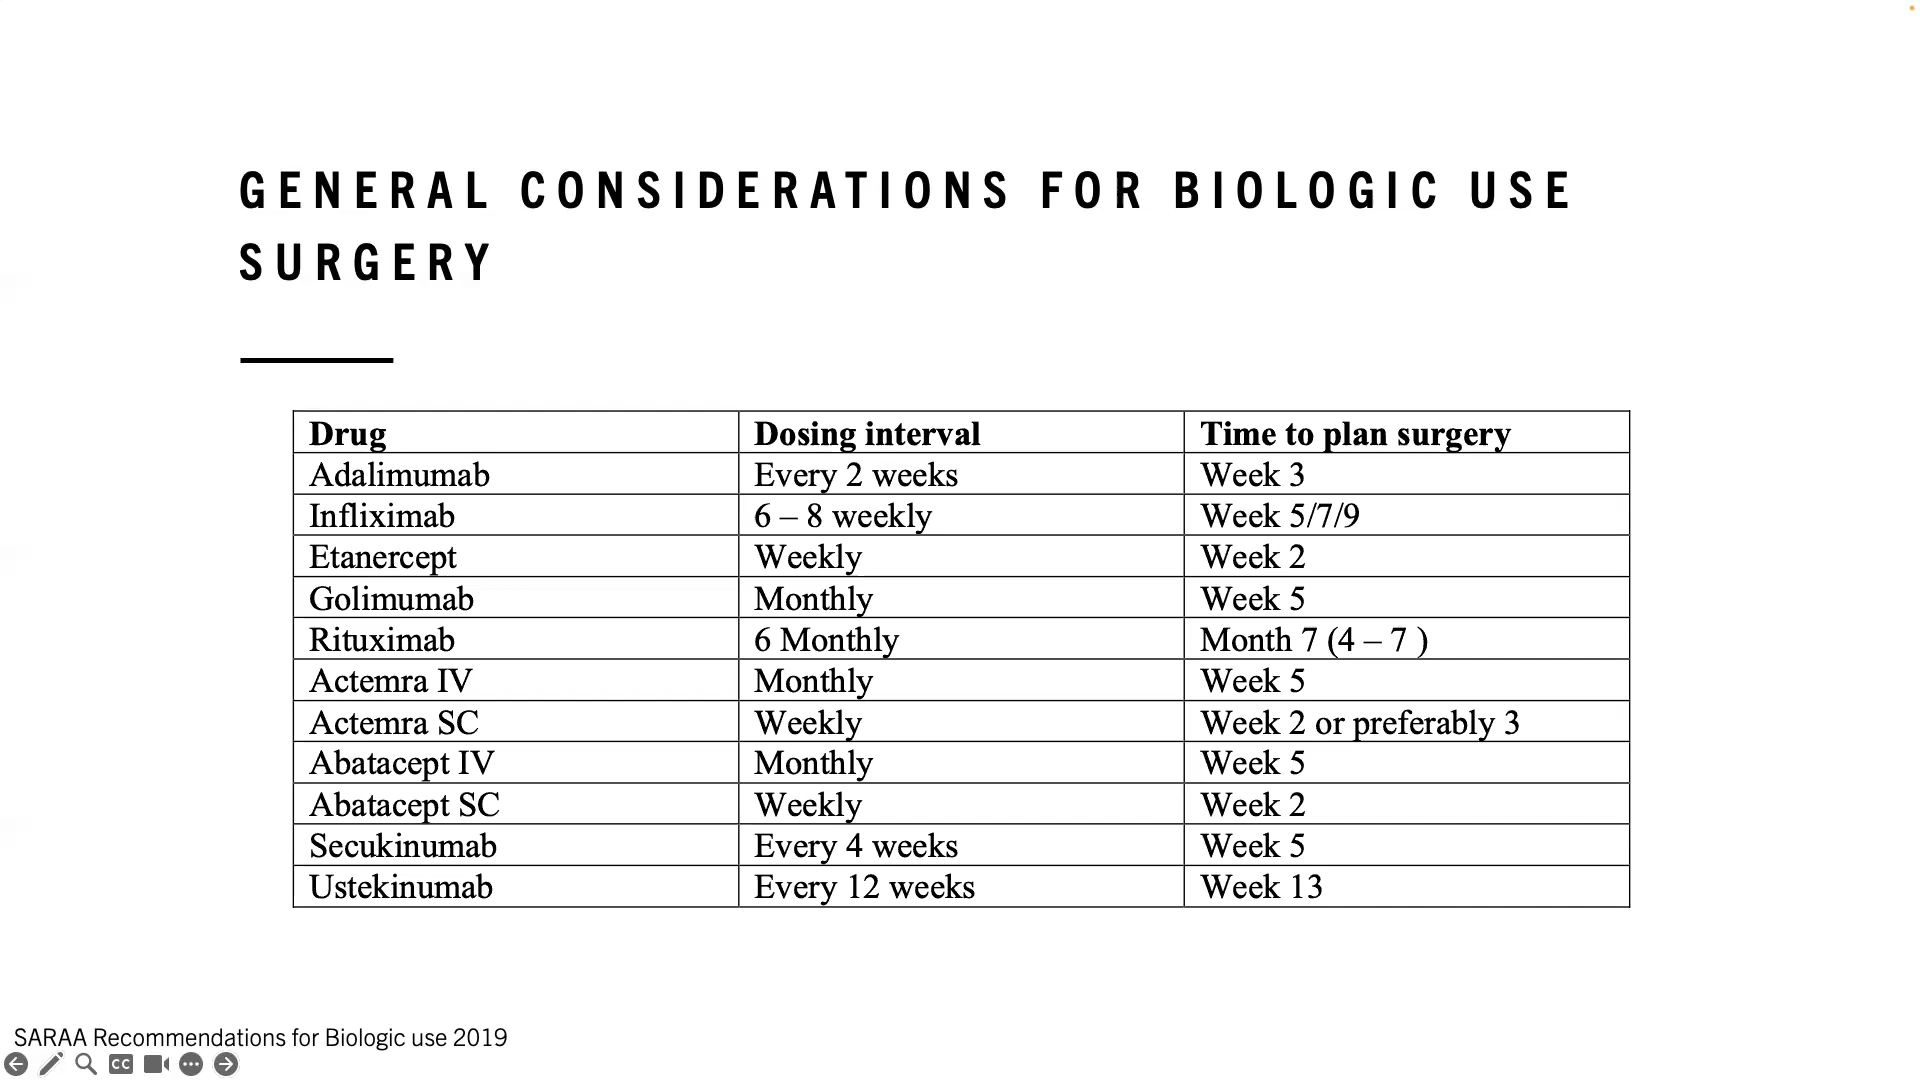 GENERAL CONSIDERATIONS FOR BIOLOGIC USE
SURGERY
Drug Dosing interval Time to plan surgery
Adalimumab Every 2 weeks Week 3
Infliximab 6 – 8 weekly Week 5/7/9
Etanercept Weekly Week 2
Golimumab Monthly Week 5
Rituximab 6 Monthly Month 7 (4 – 7 )
Actemra IV Monthly Week 5
Actemra SC Weekly Week 2 or preferably 3
Abatacept IV Monthly Week 5
Abatacept SC Weekly Week 2
Secukinumab Every 4 weeks Week 5
Ustekinumab Every 12 weeks Week 13
SARAA Recommendations for Biologic use 2019
CC